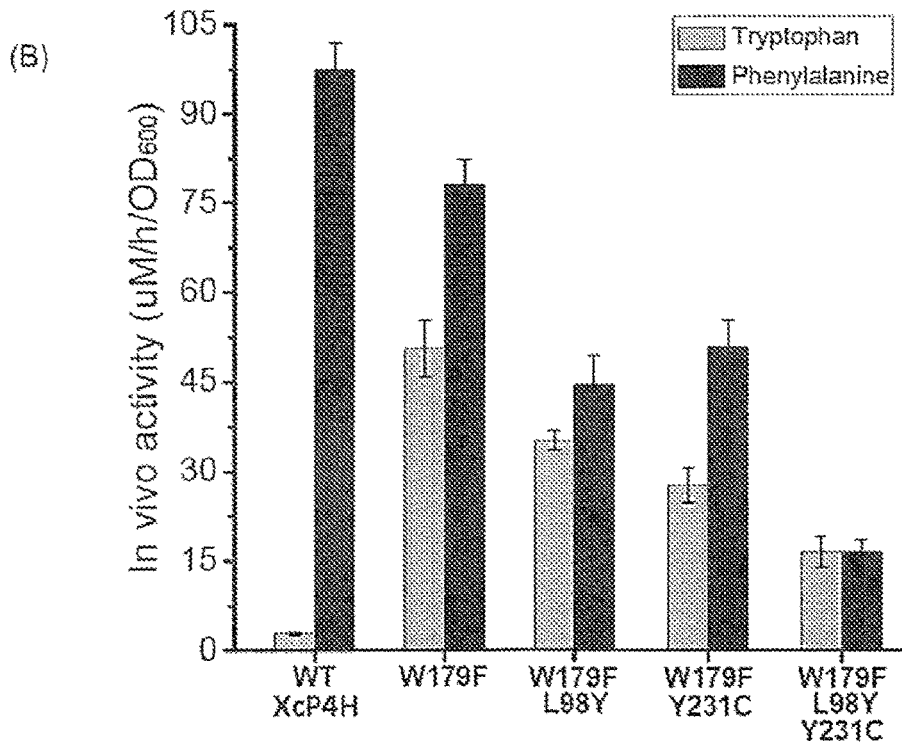 (B)
Tryptophan
Phenylalanine
In vivo activity (uM/h/OD600)
105
90
75
60
45
30
15
0
WT
XcP4H
W179F
W179F
L98Y
W179F
Y231C
W179F
L98Y
Y231C